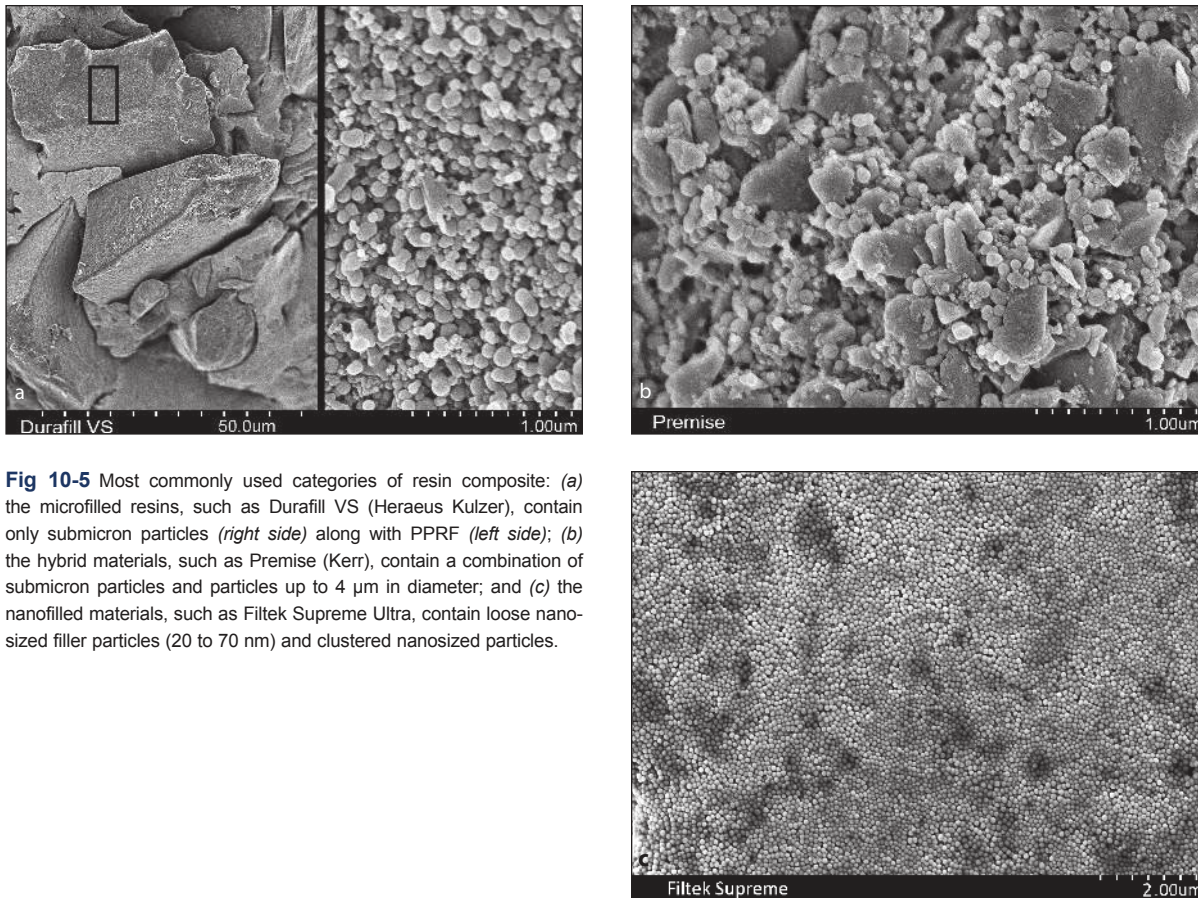 a
Durafill VS 50.0um 1.00um
b
Premise 1.00um
Fig 10-5 Most commonly used categories of resin composite: (a)
the microfilled resins, such as Durafill VS (Heraeus Kulzer), contain
only submicron particles (right side) along with PPRF (left side); (b)
the hybrid materials, such as Premise (Kerr), contain a combination of
submicron particles and particles up to 4 µm in diameter; and (c) the
nanofilled materials, such as Filtek Supreme Ultra, contain loose nano-
sized filler particles (20 to 70 nm) and clustered nanosized particles.
c
Filtek Supreme 2.00um